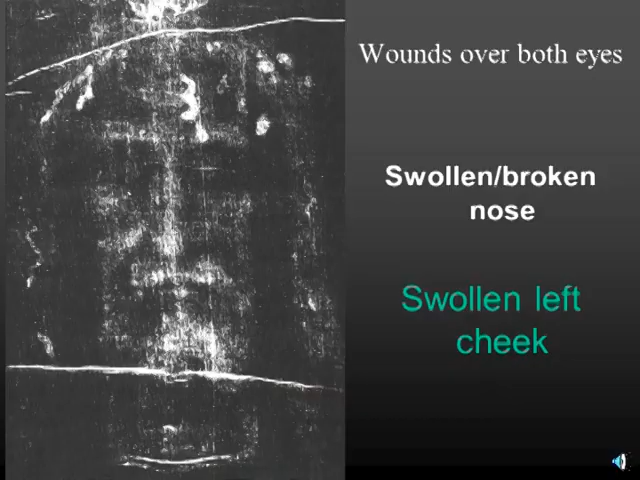 Wounds over both eyes
Swollen/broken
nose
Swollen left
cheek